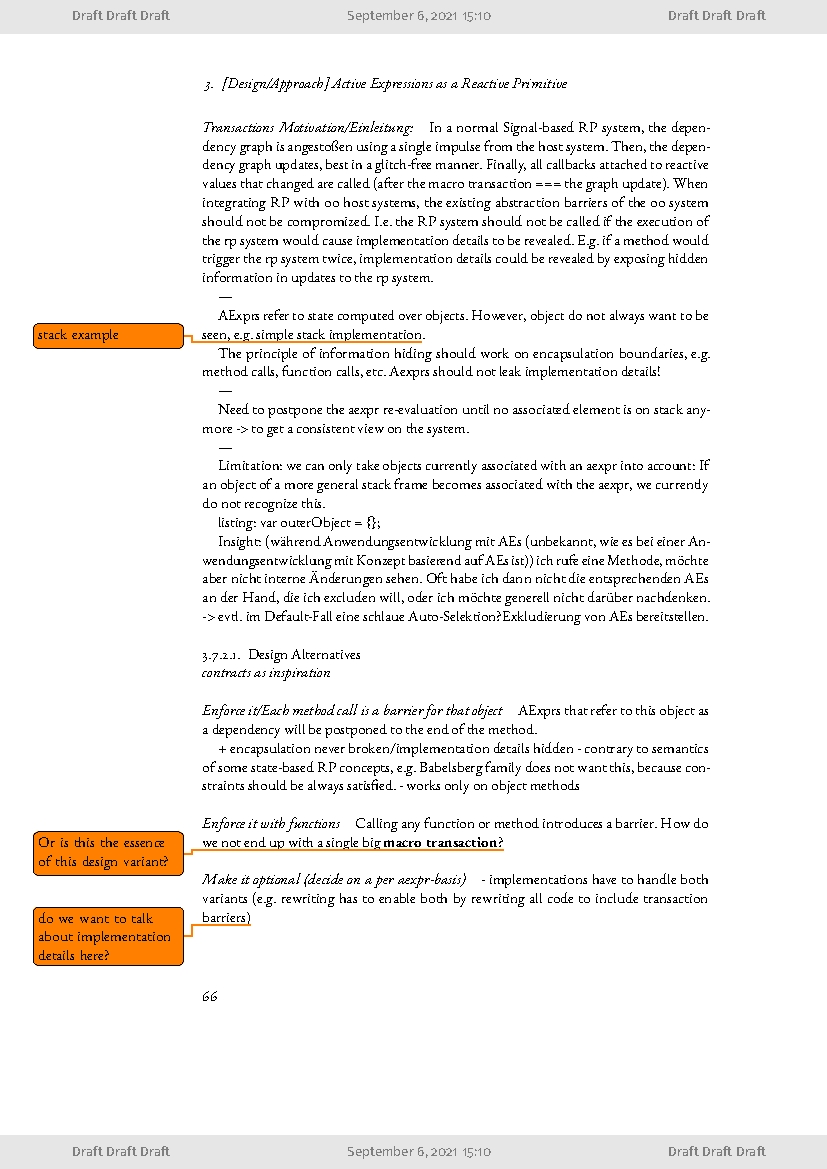 Draft Draft Draft September 6, 2021 15:10 Draft Draft Draft
3. [Design/Approach] Active Expressions as a Reactive Primitive
Transactions Motivation/Einleitung: In a normal Signal-based RP system, the depen-
dency graph is angestoßen using a single impulse from the host system. Then, the depen-
dency graph updates, best in a glitch-free manner. Finally, all callbacks attached to reactive
values that changed are called (after the macro transaction === the graph update). When
integrating RP with oo host systems, the existing abstraction barriers of the oo system
should not be compromized. I.e. the RP system should not be called if the execution of
the rp system would cause implementation details to be revealed. E.g. if a method would
trigger the rp system twice, implementation details could be revealed by exposing hidden
information in updates to the rp system.
—
AExprs refer to state computed over objects. However, object do not always want to be
stack example
seen, e.g. simple stack implementation.
The principle of information hiding should work on encapsulation boundaries, e.g.
method calls, function calls, etc. Aexprs should not leak implementation details!
—
Need to postpone the aexpr re-evaluation until no associated element is on stack any-
more -> to get a consistent view on the system.
—
Limitation: we can only take objects currently associated with an aexpr into account: If
an object of a more general stack frame becomes associated with the aexpr, we currently
do not recognize this.
listing: var outerObject = {};
Insight: (während Anwendungsentwicklung mit AEs (unbekannt, wie es bei einer An-
wendungsentwicklung mit Konzept basierend auf AEs ist)) ich rufe eine Methode, möchte
aber nicht interne Änderungen sehen. Oft habe ich dann nicht die entsprechenden AEs
an der Hand, die ich excluden will, oder ich möchte generell nicht darüber nachdenken.
-> evtl. im Default-Fall eine schlaue Auto-Selektion?Exkludierung von AEs bereitstellen.
3.7.2.1. Design Alternatives
contracts as inspiration
Enforce it/Each method call is a barrier for that object AExprs that refer to this object as
a dependency will be postponed to the end of the method.
+ encapsulation never broken/implementation details hidden - contrary to semantics
of some state-based RP concepts, e.g. Babelsberg family does not want this, because con-
straints should be always satisfied. - works only on object methods
Enforce it with functions Calling any function or method introduces a barrier. How do
we not end up with a single big macro transaction?
Or is this the essence
of this design variant?
Make it optional (decide on a per aexpr-basis) - implementations have to handle both
variants (e.g. rewriting has to enable both by rewriting all code to include transaction
barriers)
do we want to talk
about implementation
details here?
66
Draft Draft Draft September 6, 2021 15:10 Draft Draft Draft